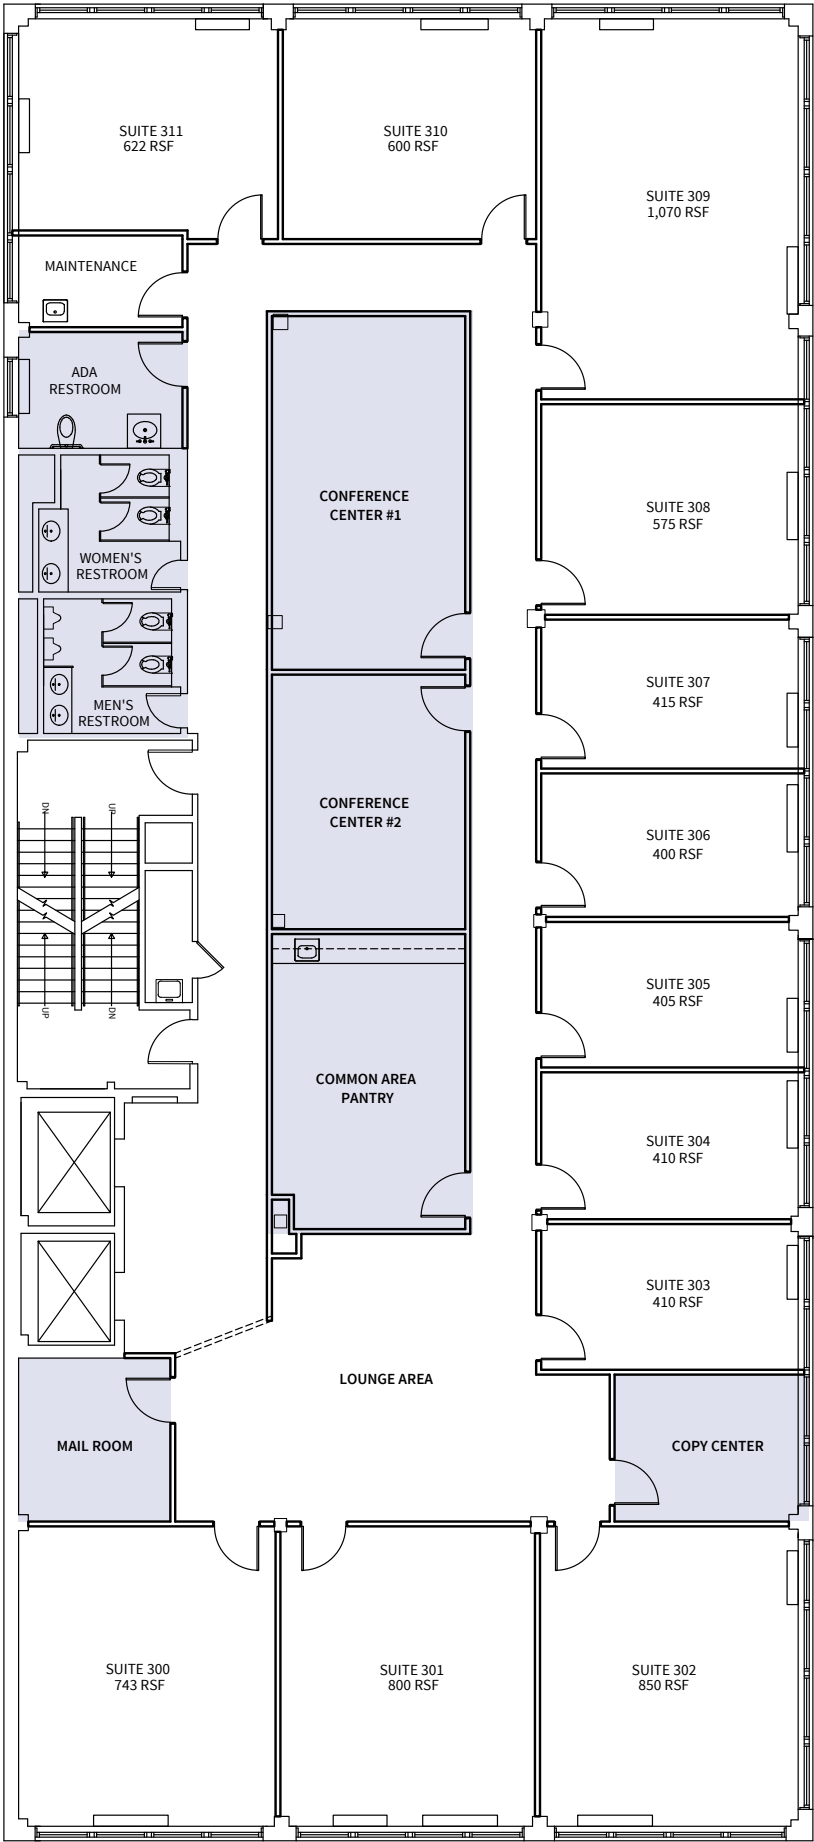 SUITE 311
622 RSF
SUITE 310
600 RSF
SUITE 309
1,070 RSF
MAINTENANCE
ADA
RESTROOM
CONFERENCE
CENTER #1
SUITE 308
575 RSF
WOMEN'S
RESTROOM
SUITE 307
415 RSF
MEN'S
RESTROOM
CONFERENCE
CENTER #2
DN
UP
SUITE 306
400 RSF
SUITE 305
405 RSF
UP
DN
COMMON AREA
PANTRY
SUITE 304
410 RSF
SUITE 303
410 RSF
LOUNGE AREA
MAIL ROOM
COPY CENTER
SUITE 300
743 RSF
SUITE 301
800 RSF
SUITE 302
850 RSF